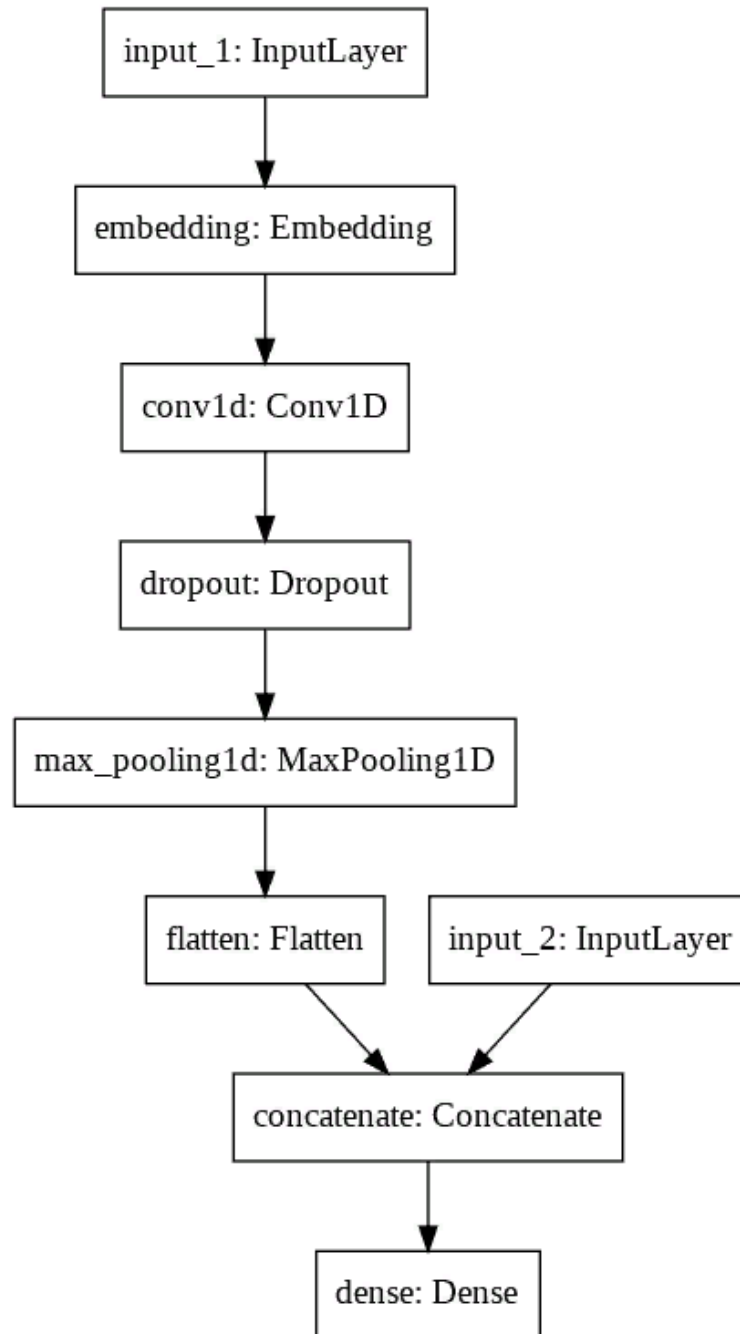 input_1: InputLayer
embedding: Embedding
conv1d: Conv1D
dropout: Dropout
max_pooling1d: MaxPooling1D
flatten: Flatten
input_2: InputLayer
concatenate: Concatenate
dense: Dense